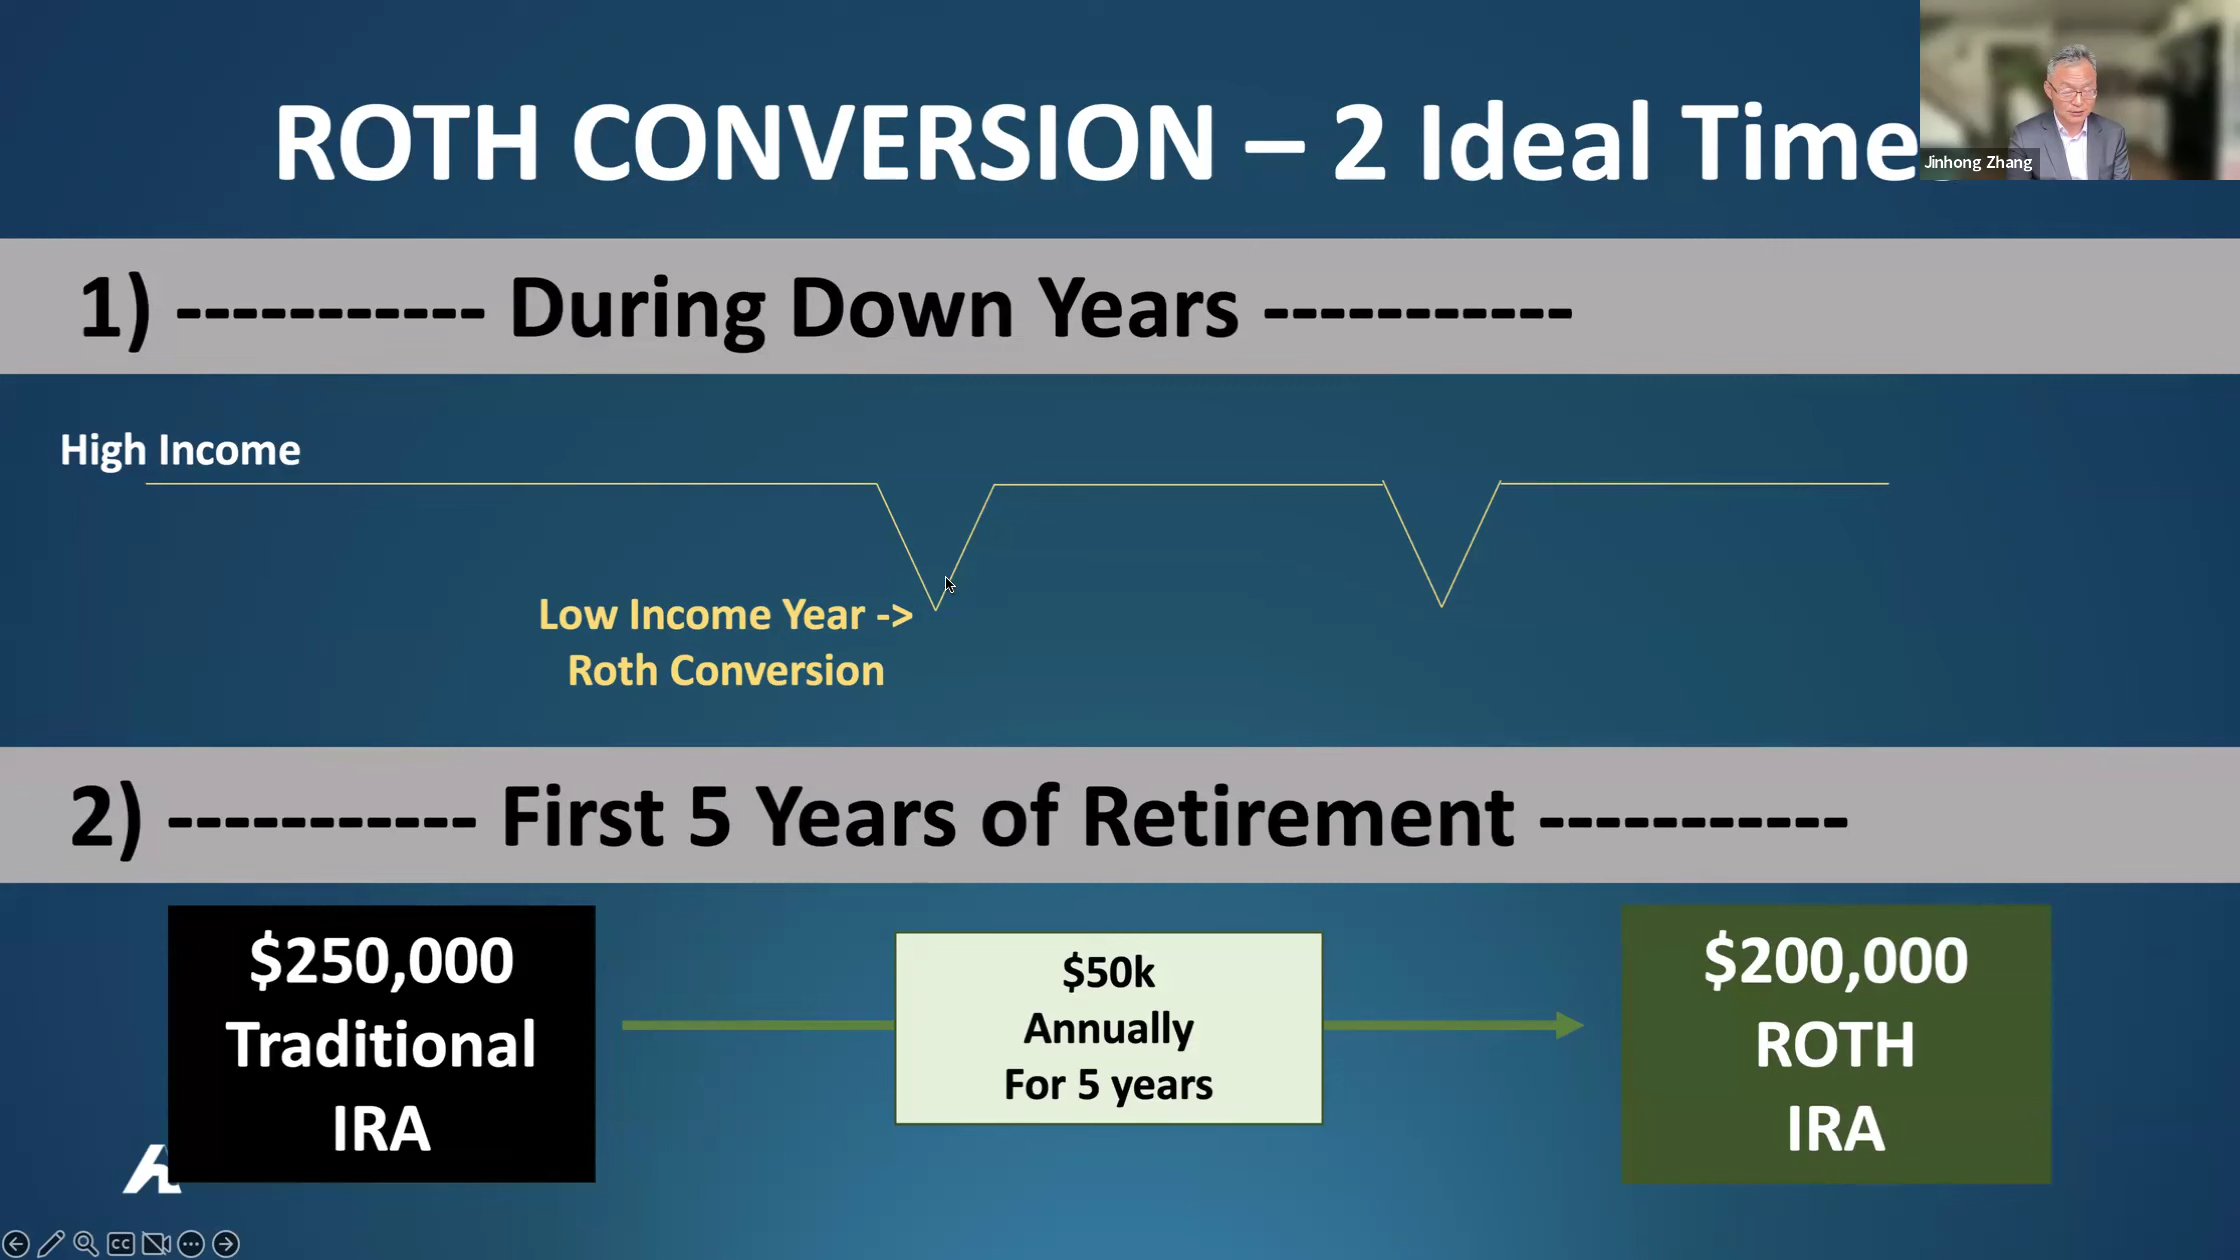 ROTH CONVERSION – 2 Ideal Time
Jinhong Zhang
1) ----------- During Down Years -----------
High Income
Low Income Year ->
Roth Conversion
2) ----------- First 5 Years of Retirement -----------
$250,000
Traditional
IRA
$50k
Annually
For 5 years
$200,000
ROTH
IRA
CC